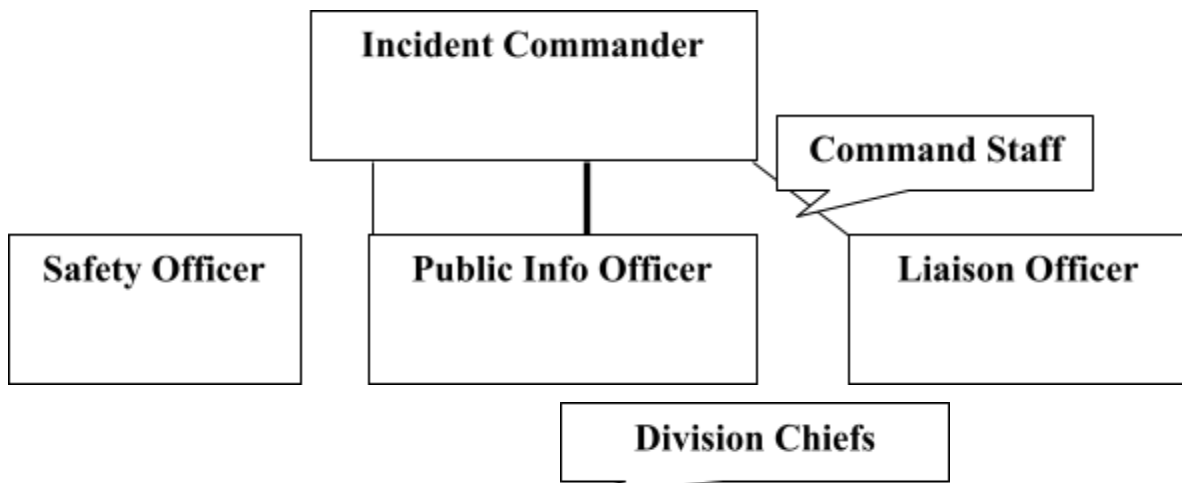 Incident Commander
Command Staff
Safety Officer
Public Info Officer
Liaison Officer
Division Chiefs